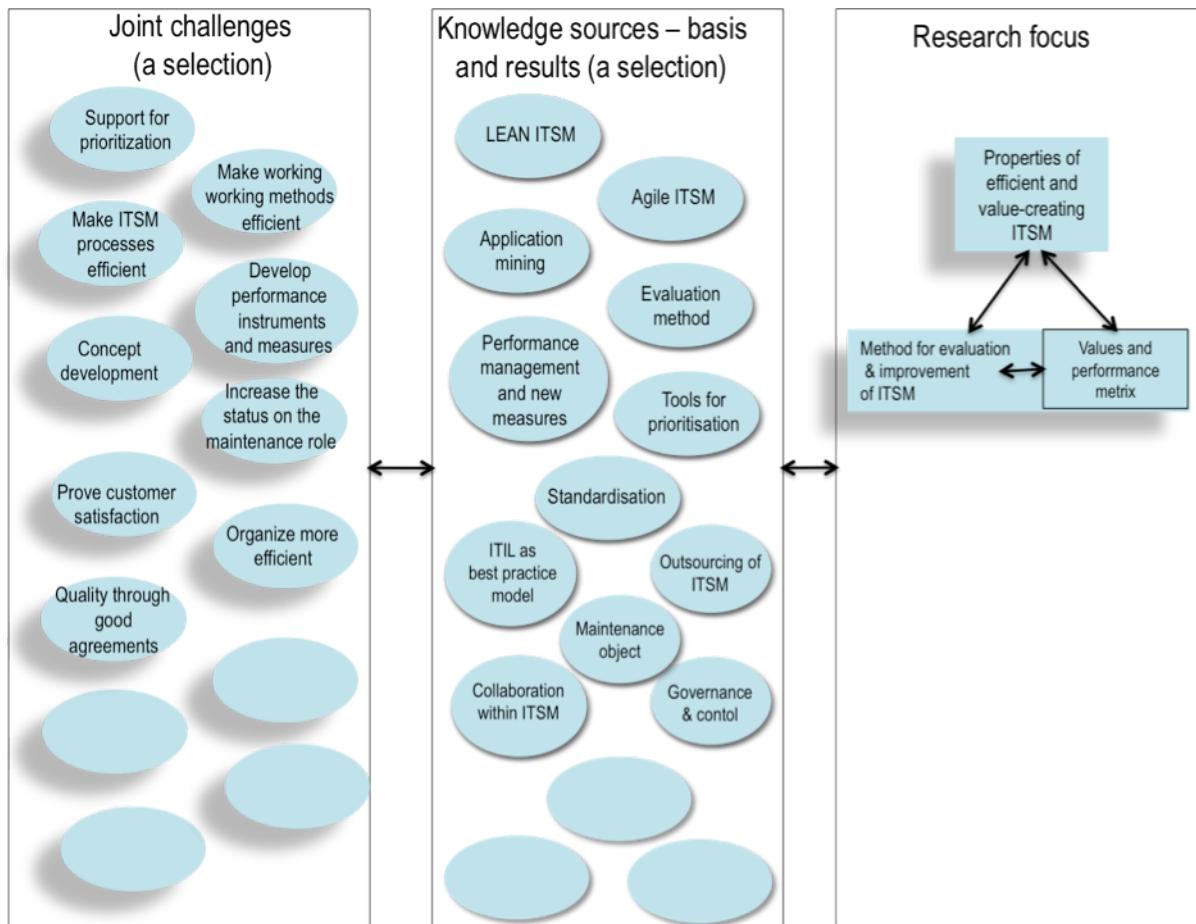 Joint challenges
(a selection)
Support for
prioritization
Make working
working methods
efficient
Make ITSM
processes
efficient
Develop
performance
instruments
and measures
Concept
development
Increase the
status on the
maintenance role
Prove customer
satisfaction
Organize more
efficient
Quality through
good
agreements
Knowledge sources – basis
and results (a selection)
LEAN ITSM
Agile ITSM
Application
mining
Evaluation
method
Performance
management
and new
measures
Tools for
prioritisation
Standardisation
ITIL as
best practice
model
Outsourcing of
ITSM
Maintenance
object
Collaboration
within ITSM
Governance
& contol
Research focus
Properties of
efficient and
value-creating
ITSM
Method for evaluation
& improvement
of ITSM
Values and
perforrmance
metrix